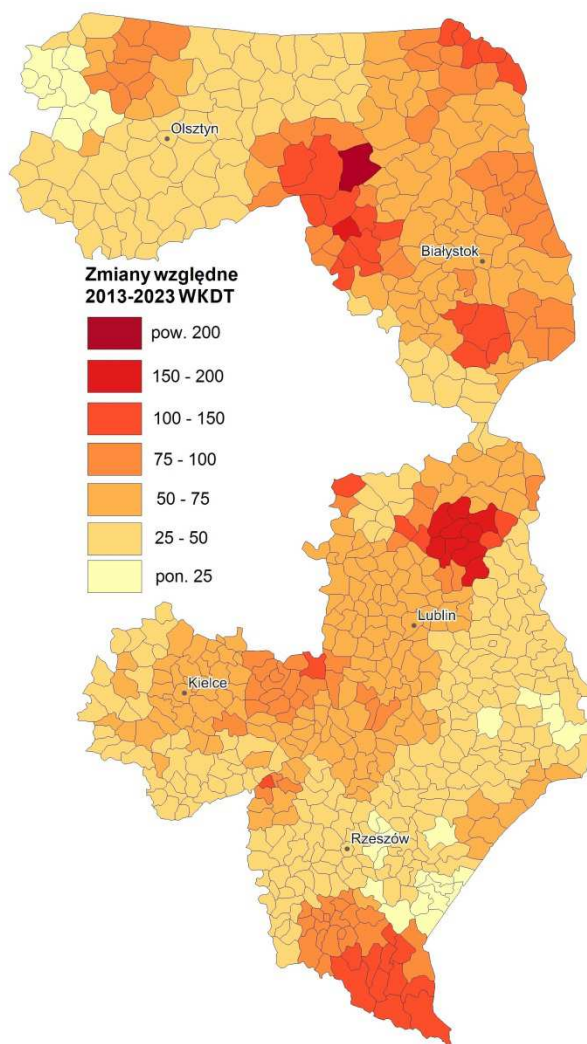 Olsztyn
Białystok
Zmiany względne
2013-2023 WKDT
pow. 200
150 - 200
100 - 150
75 - 100
50 - 75
25 - 50
pon. 25
Lublin
Kielce
Rzeszów